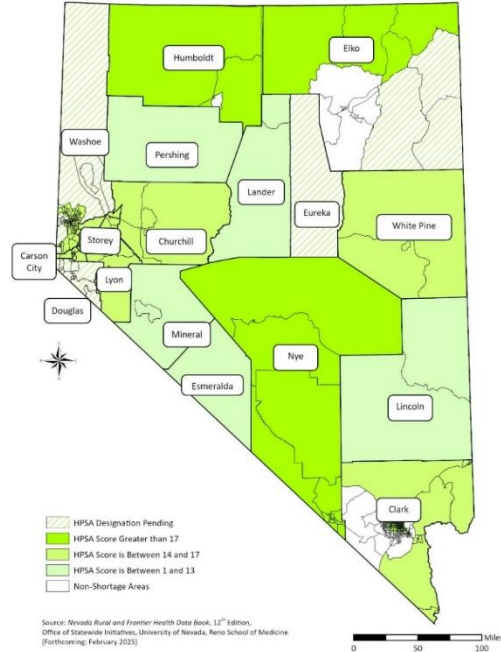 Humboldt
Elko
Washoe
Pershing
Lander
Eureka
White Pine
Storey
Churchill
Carson
City
Lyon
Douglas
Mineral
Nye
Esmeralda
Lincoln
Clark
HPSA Designation Pending
HPSA Score Greater than 17
HPSA Score is Between 14 and 17
HPSA Score is Between 1 and 13
Non-Shortage Areas
Source: Nevada Rural and Frontier Health Data Book, 12th Edition,
Office of Statewide Initiatives, University of Nevada, Reno School of Medicine
(Forthcoming: February 2025)
Miles
0 50 100